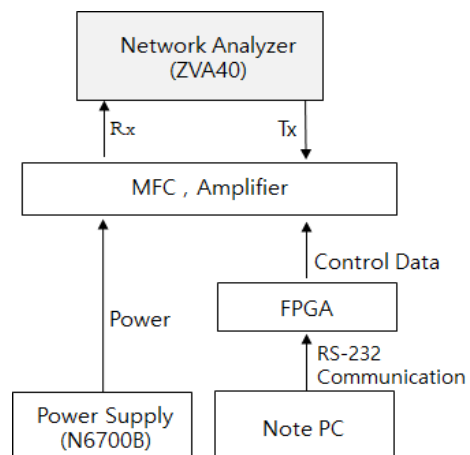 Network Analyzer
(ZVA40)
Rx
Tx
MFC , Amplifier
Control Data
FPGA
Power
RS-232
Communication
Power Supply
(N6700B)
Note PC